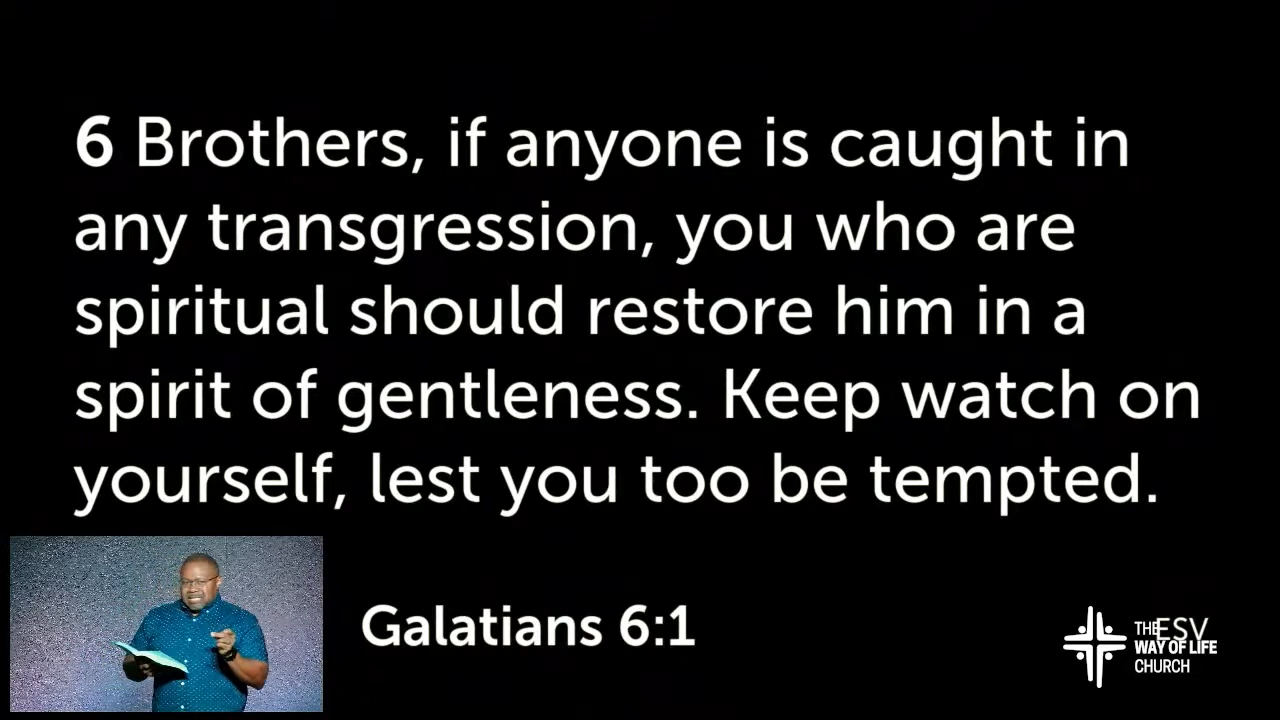 6 Brothers, if anyone is caught in
any transgression, you who are
spiritual should restore him in a
spirit of gentleness. Keep watch on
yourself, lest you too be tempted.
Galatians 6:1
ESV
THE
WAY OF LIFE
CHURCH